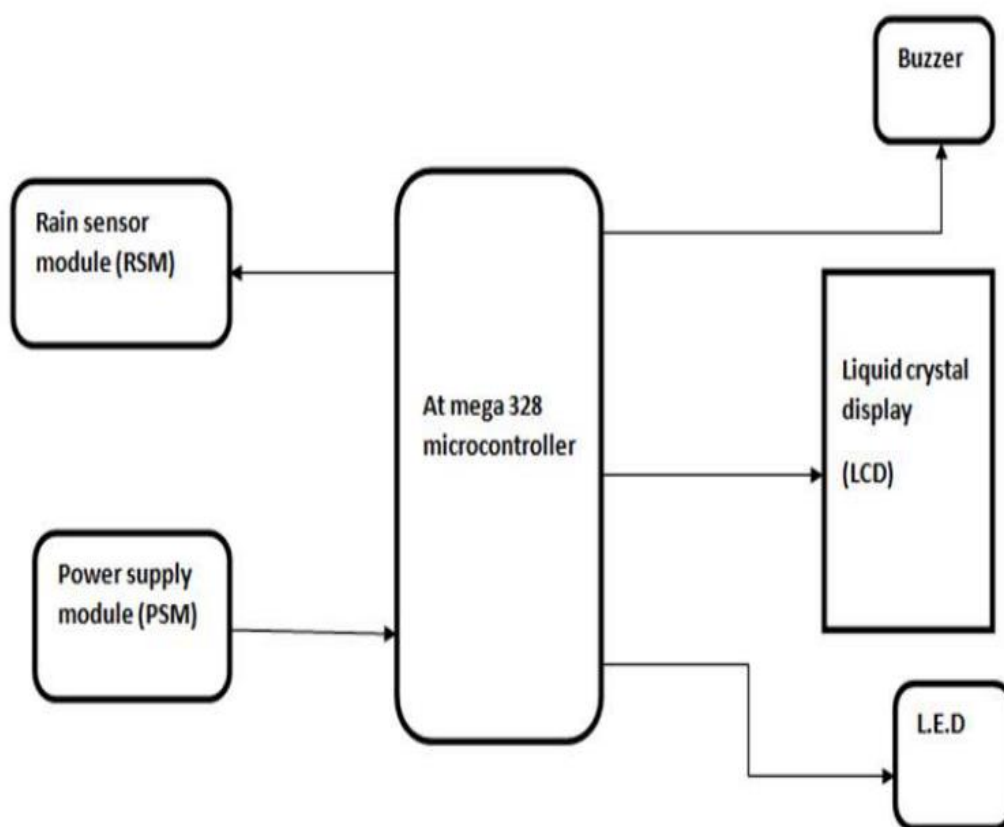 Buzzer
Rain sensor
module (RSM)
At mega 328
microcontroller
Liquid crystal
display
(LCD)
Power supply
module (PSM)
L.E.D